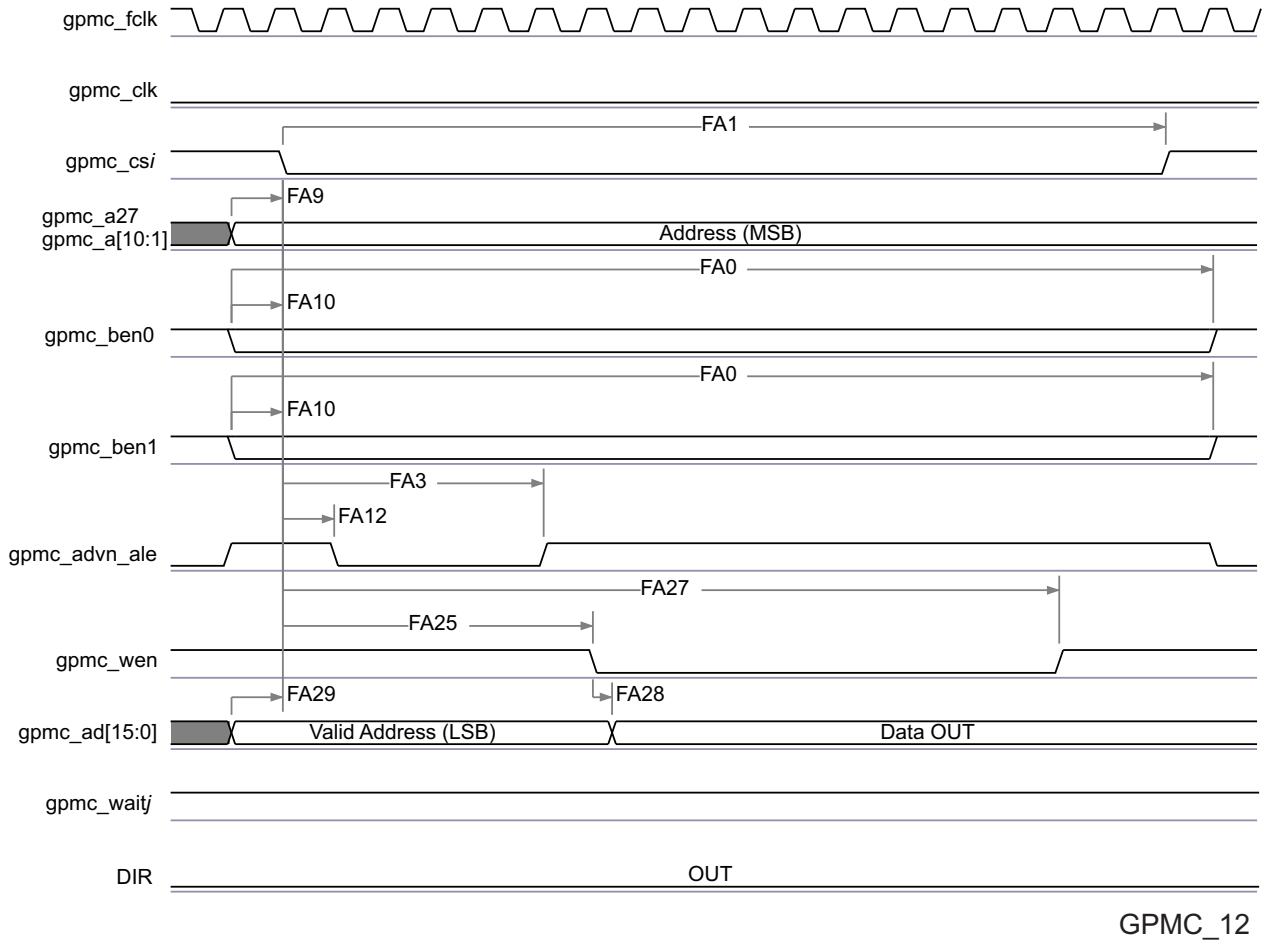 gpmc_fclk
gpmc_clk
FA1
gpmc_csi
FA9
gpmc_a27
gpmc_a[10:1]
Address (MSB)
FA0
FA10
gpmc_ben0
FA0
FA10
gpmc_ben1
FA3
FA12
gpmc_advn_ale
FA27
FA25
gpmc_wen
FA29
FA28
gpmc_ad[15:0]
Valid Address (LSB)
Data OUT
gpmc_waitj
DIR
OUT
GPMC_12